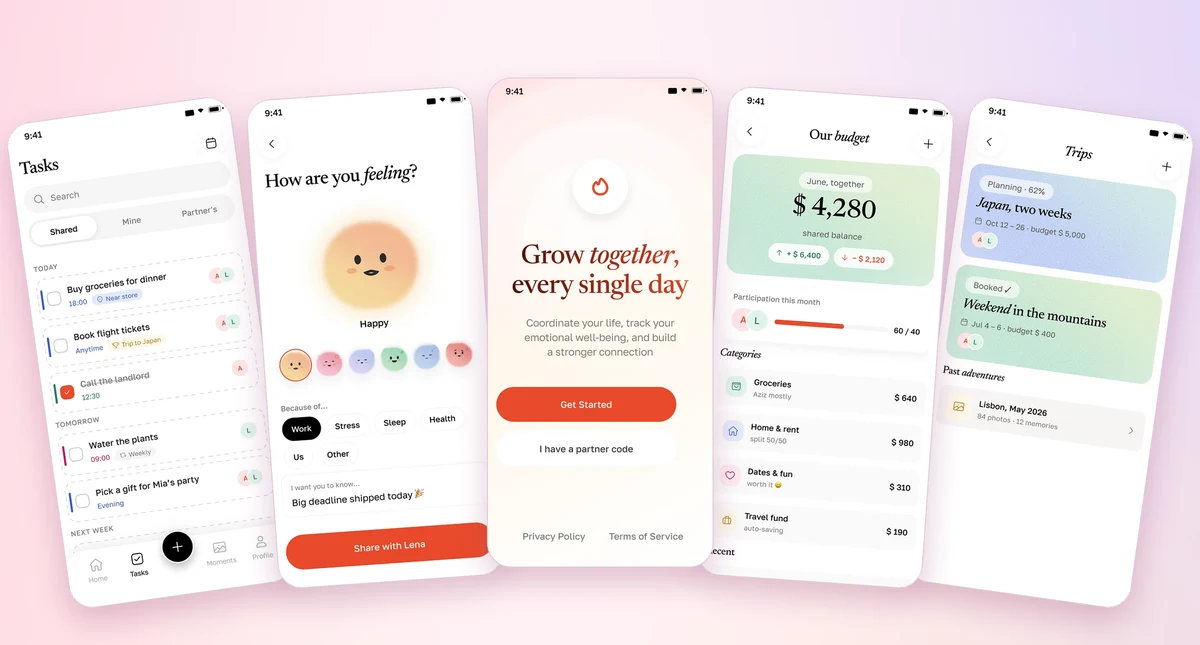 9:41
Tasks
Search
Shared
Mine
Partner's
TODAY
Buy groceries for dinner
A L
18:00
Near store
Book flight tickets
A L
Anytime
Trip to Japan
Call the landlord
A
12:30
TOMORROW
Water the plants
L
09:00
Weekly
Pick a gift for Mia's party
A L
Evening
NEXT WEEK
Home
Tasks
Moments
Profile
9:41
How are you feeling?
Happy
Because of...
Work
Stress
Sleep
Health
Us
Other
I want you to know...
Big deadline shipped today 🎉
Share with Lena
9:41
Grow together,
every single day
Coordinate your life, track your
emotional well-being, and build
a stronger connection
Get Started
I have a partner code
Privacy Policy
Terms of Service
9:41
Our budget
June, together
$ 4,280
shared balance
↑ + $ 6,400
↓ − $ 2,120
Participation this month
A L
60 / 40
Categories
Groceries
Aziz mostly
$ 640
Home & rent
split 50/50
$ 980
Dates & fun
worth it 😄
$ 310
Travel fund
auto-saving
$ 190
ecent
9:41
Trips
Planning · 62%
Japan, two weeks
Oct 12 – 26 · budget $ 5,000
A L
Booked ✓
Weekend in the mountains
Jul 4 – 6 · budget $ 400
A L
Past adventures
Lisbon, May 2026
84 photos · 12 memories